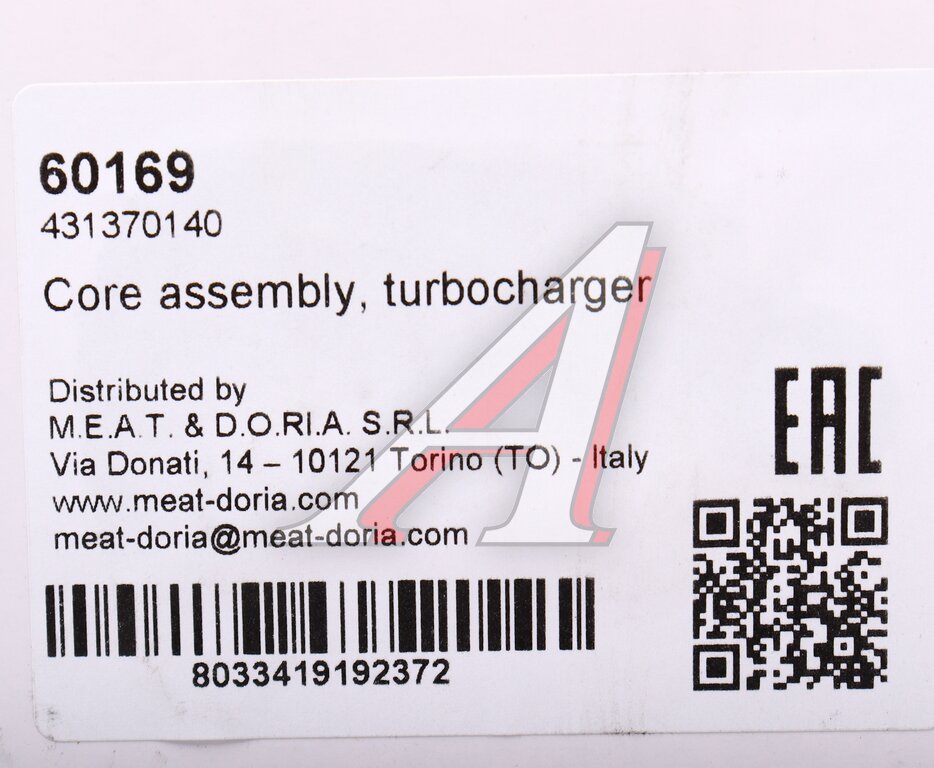 60169
431370140
Core assembly, turbocharger
Distributed by
M.E.A.T. & D.O.RI.A. S.R.L.
Via Donati, 14 – 10121 Torino (TO) - Italy
www.meat-doria.com
meat-doria@meat-doria.com
EAC
8033419192372
A